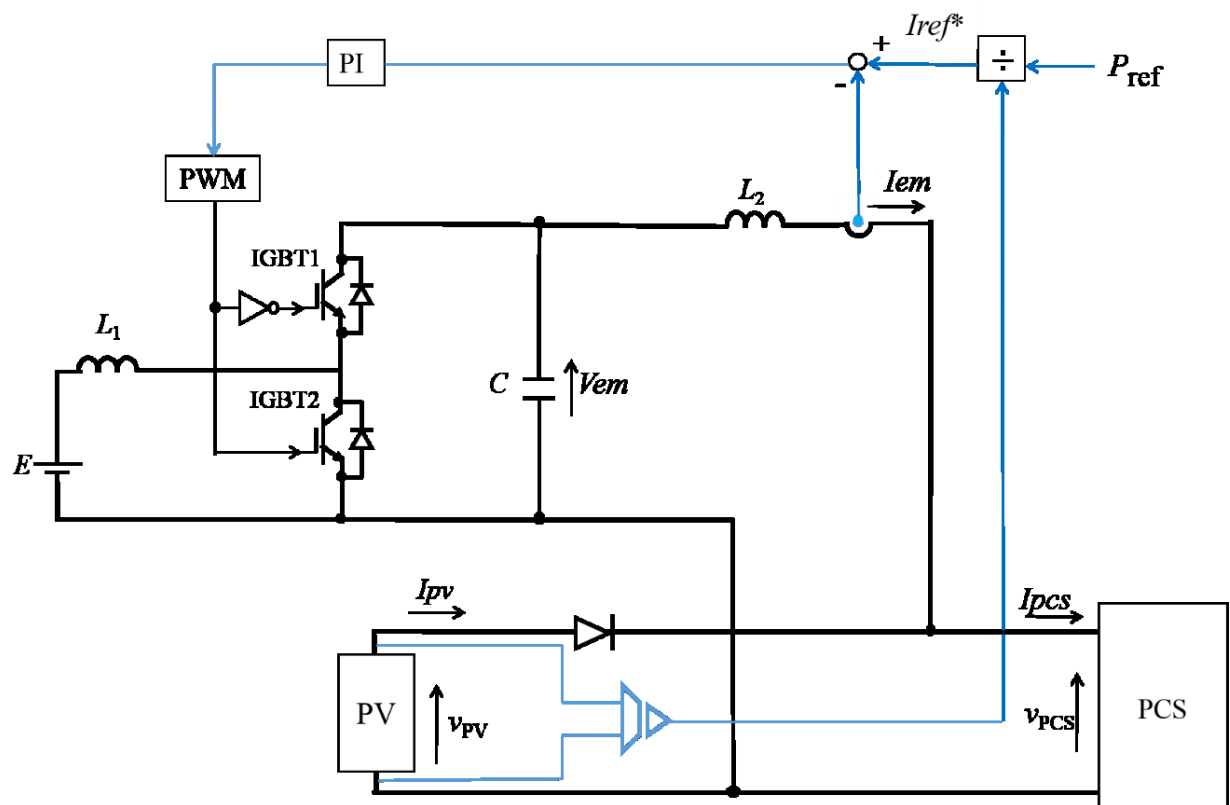 Iref*
PI
+
÷
Pref
-
PWM
L2
Iem
IGBT1
L1
C
Vem
IGBT2
E
Ipv
Ipcs
PV
vPV
vPCS
PCS